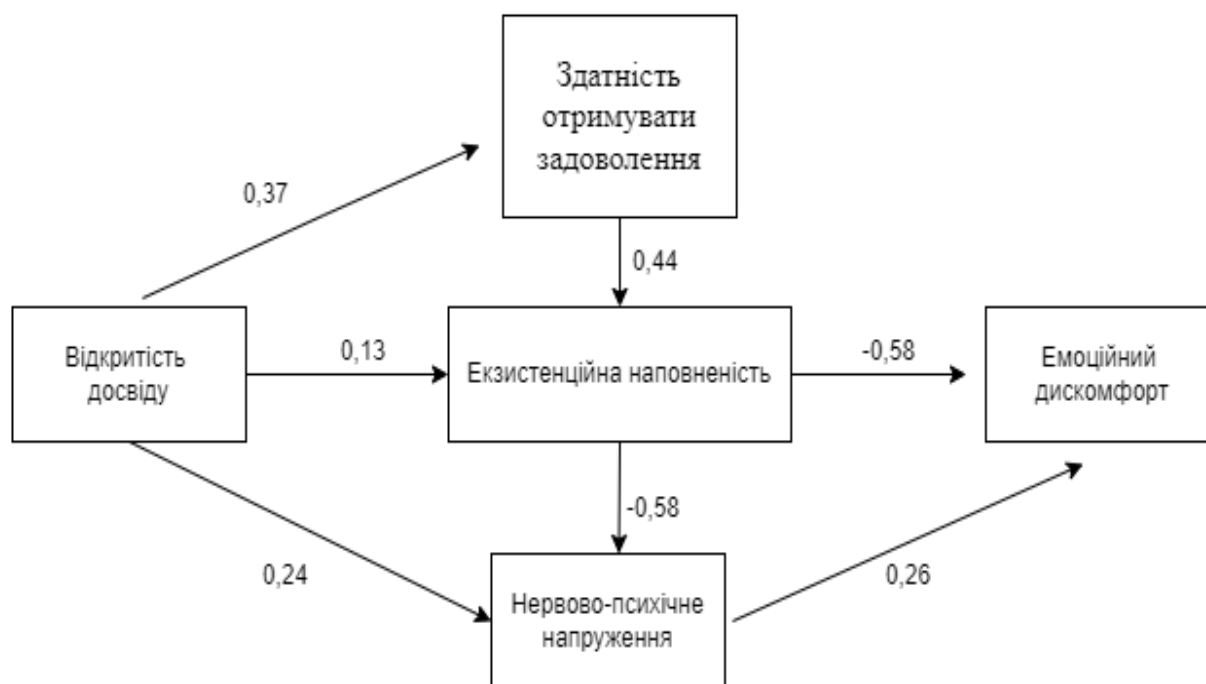 Здатність
отримувати
задоволення
0,37
0,44
Відкритість
досвіду
0,13
Екзистенційна наповненість
-0,58
Емоційний
дискомфорт
-0,58
0,24
Нервово-психічне
напруження
0,26